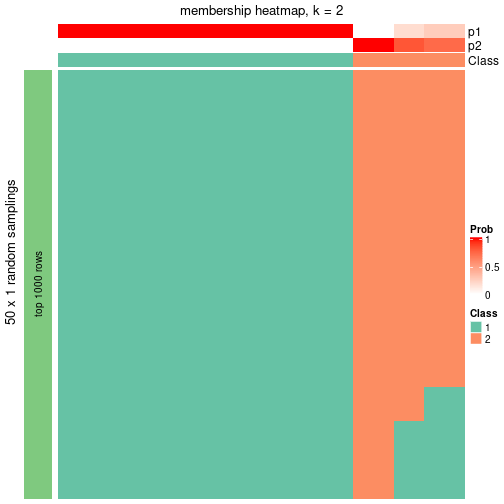 membership heatmap, k = 2
p1
p2
Class
50 x 1 random samplings
top 1000 rows
Prob
1
0.5
0
Class
1
2